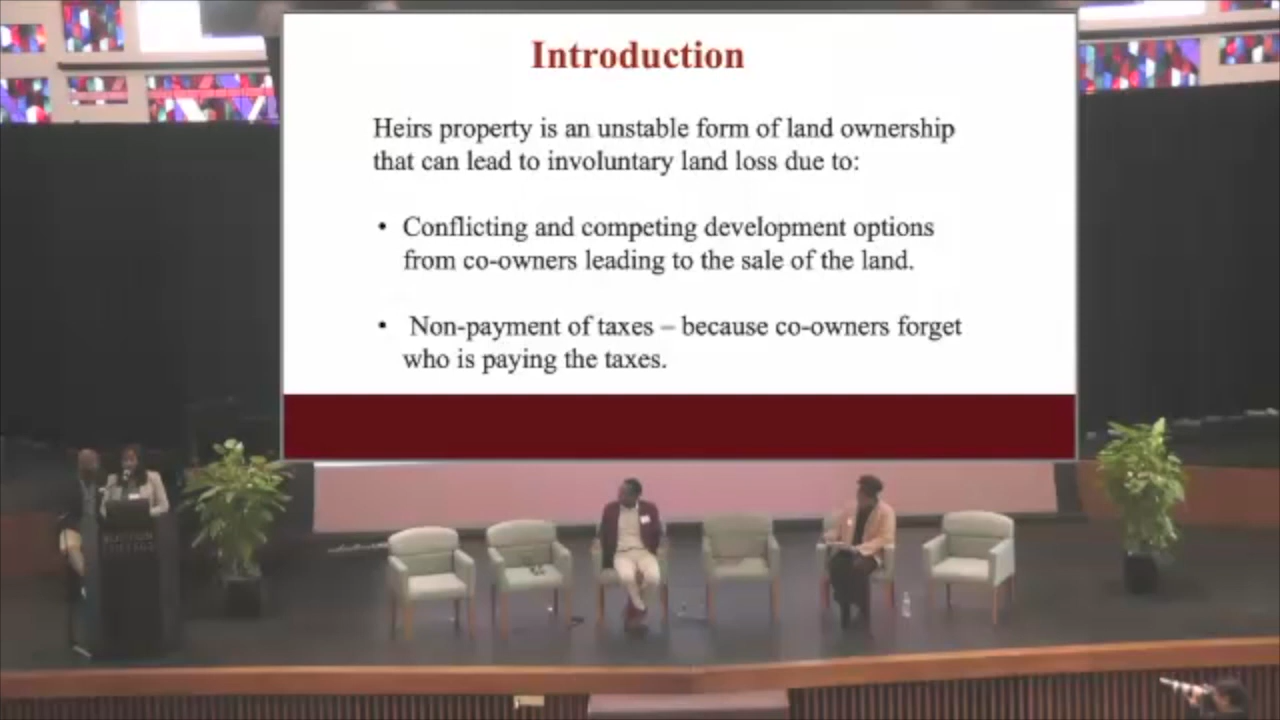 Introduction
Heirs property is an unstable form of land ownership
that can lead to involuntary land loss due to:
• Conflicting and competing development options
from co-owners leading to the sale of the land.
• Non-payment of taxes – because co-owners forget
who is paying the taxes.